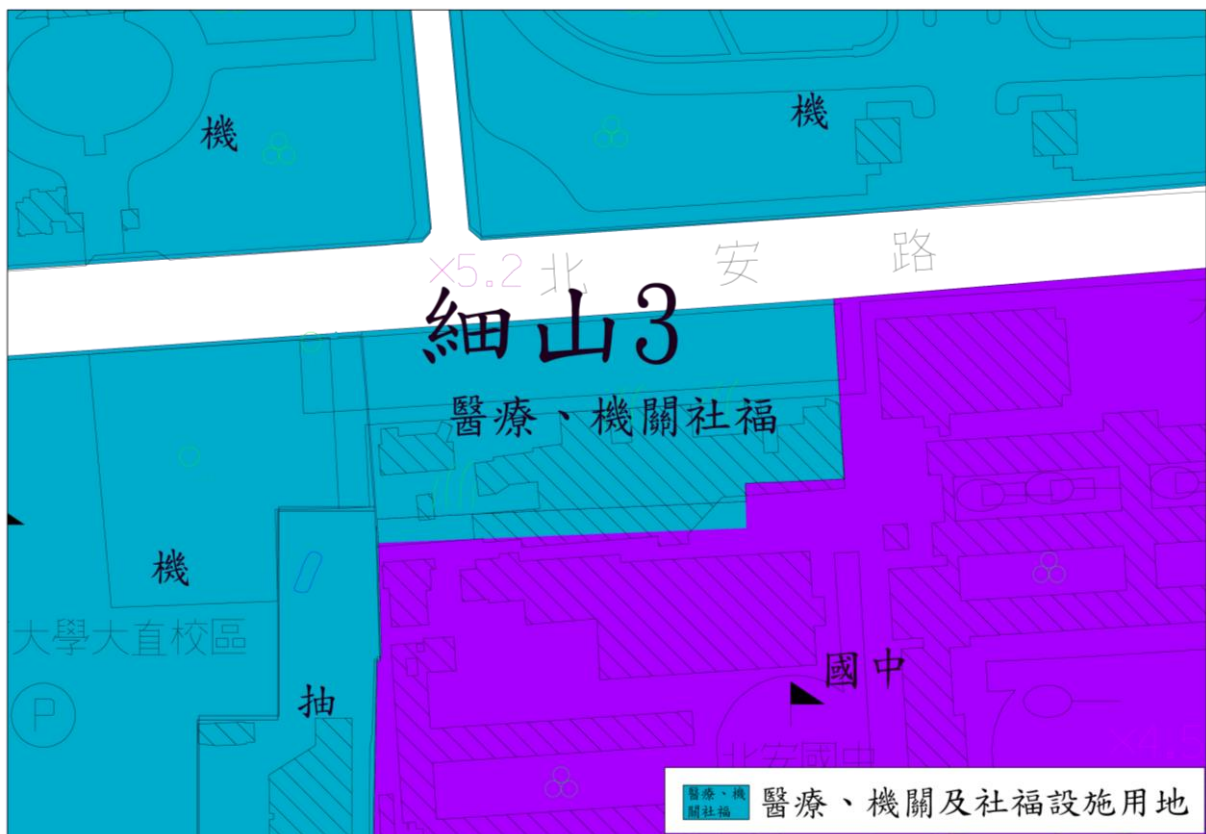 機
機
×5.2 北安路
細山3
醫療、機關社福
機
大學大直校區
國中
抽
P
北安國中
×4.5
醫療、機關社福
醫療、機關及社福設施用地